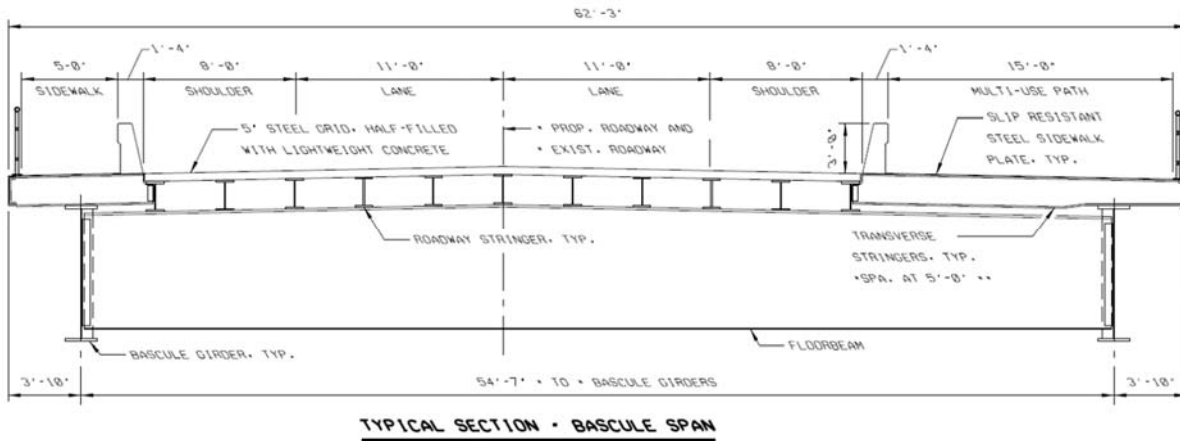 62'-3"
1'-4" 1'-4"
5-0" 8'-0" 11'-0" 11'-0" 8'-0" 15'-0"
SIDEWALK SHOULDER LANE LANE SHOULDER MULTI-USE PATH
5" STEEL GRID, HALF-FILLED
WITH LIGHTWEIGHT CONCRETE
• PROP. ROADWAY AND
• EXIST. ROADWAY
3'-0"
SLIP RESISTANT
STEEL SIDEWALK
PLATE, TYP.
ROADWAY STRINGER, TYP.
TRANSVERSE
STRINGERS, TYP.
•SPA. AT 5'-0" ••
BASCULE GIRDER, TYP.
FLOORBEAM
3'-10" 54'-7" • TO • BASCULE GIRDERS 3'-10"
TYPICAL SECTION • BASCULE SPAN